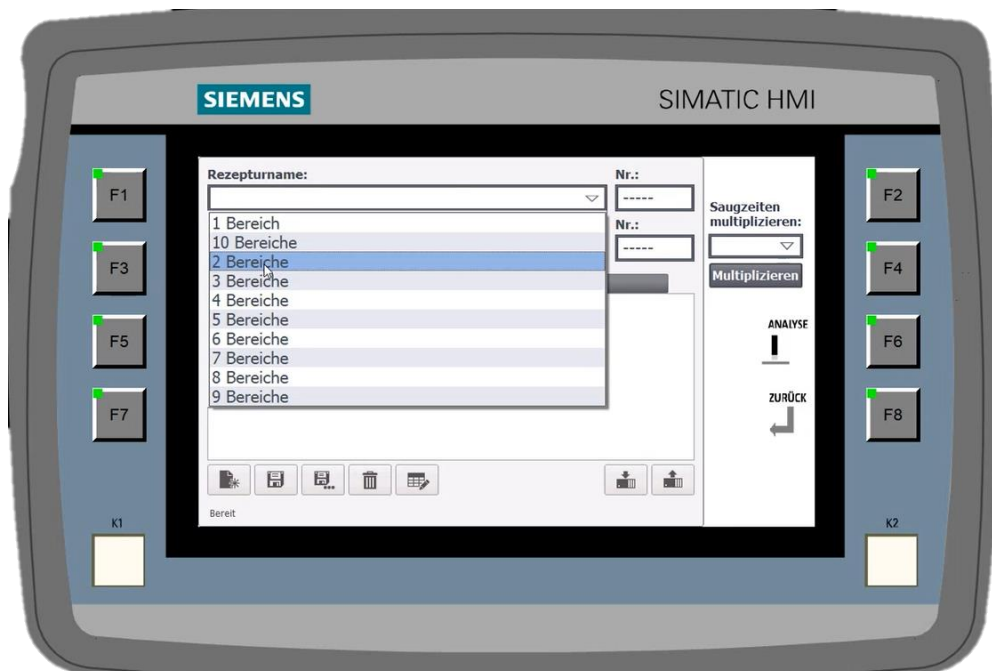 SIEMENS
SIMATIC HMI
F1
F3
F5
F7
K1
Rezepturname:
Nr.:
-----
1 Bereich
10 Bereiche
2 Bereiche
3 Bereiche
4 Bereiche
5 Bereiche
6 Bereiche
7 Bereiche
8 Bereiche
9 Bereiche
Nr.:
-----
Bereit
Saugzeiten
multiplizieren:
Multiplizieren
ANALYSE
ZURÜCK
F2
F4
F6
F8
K2